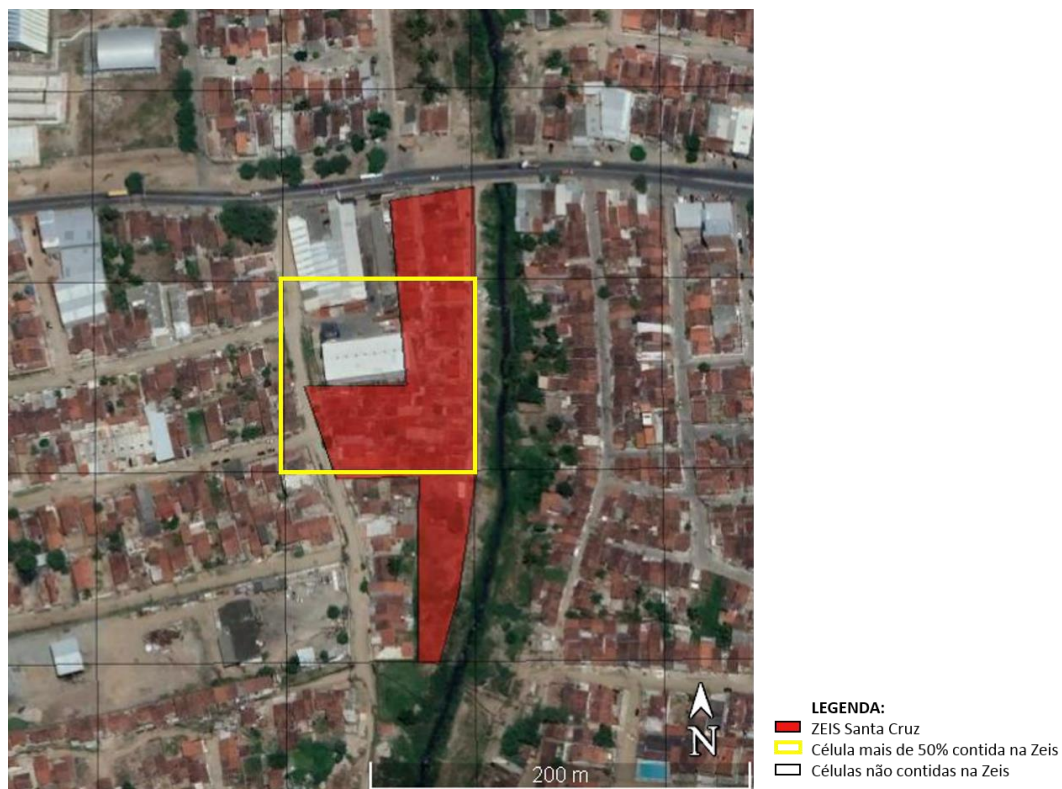 LEGENDA:
ZEIS Santa Cruz
Célula mais de 50% contida na Zeis
Células não contidas na Zeis
N
200 m